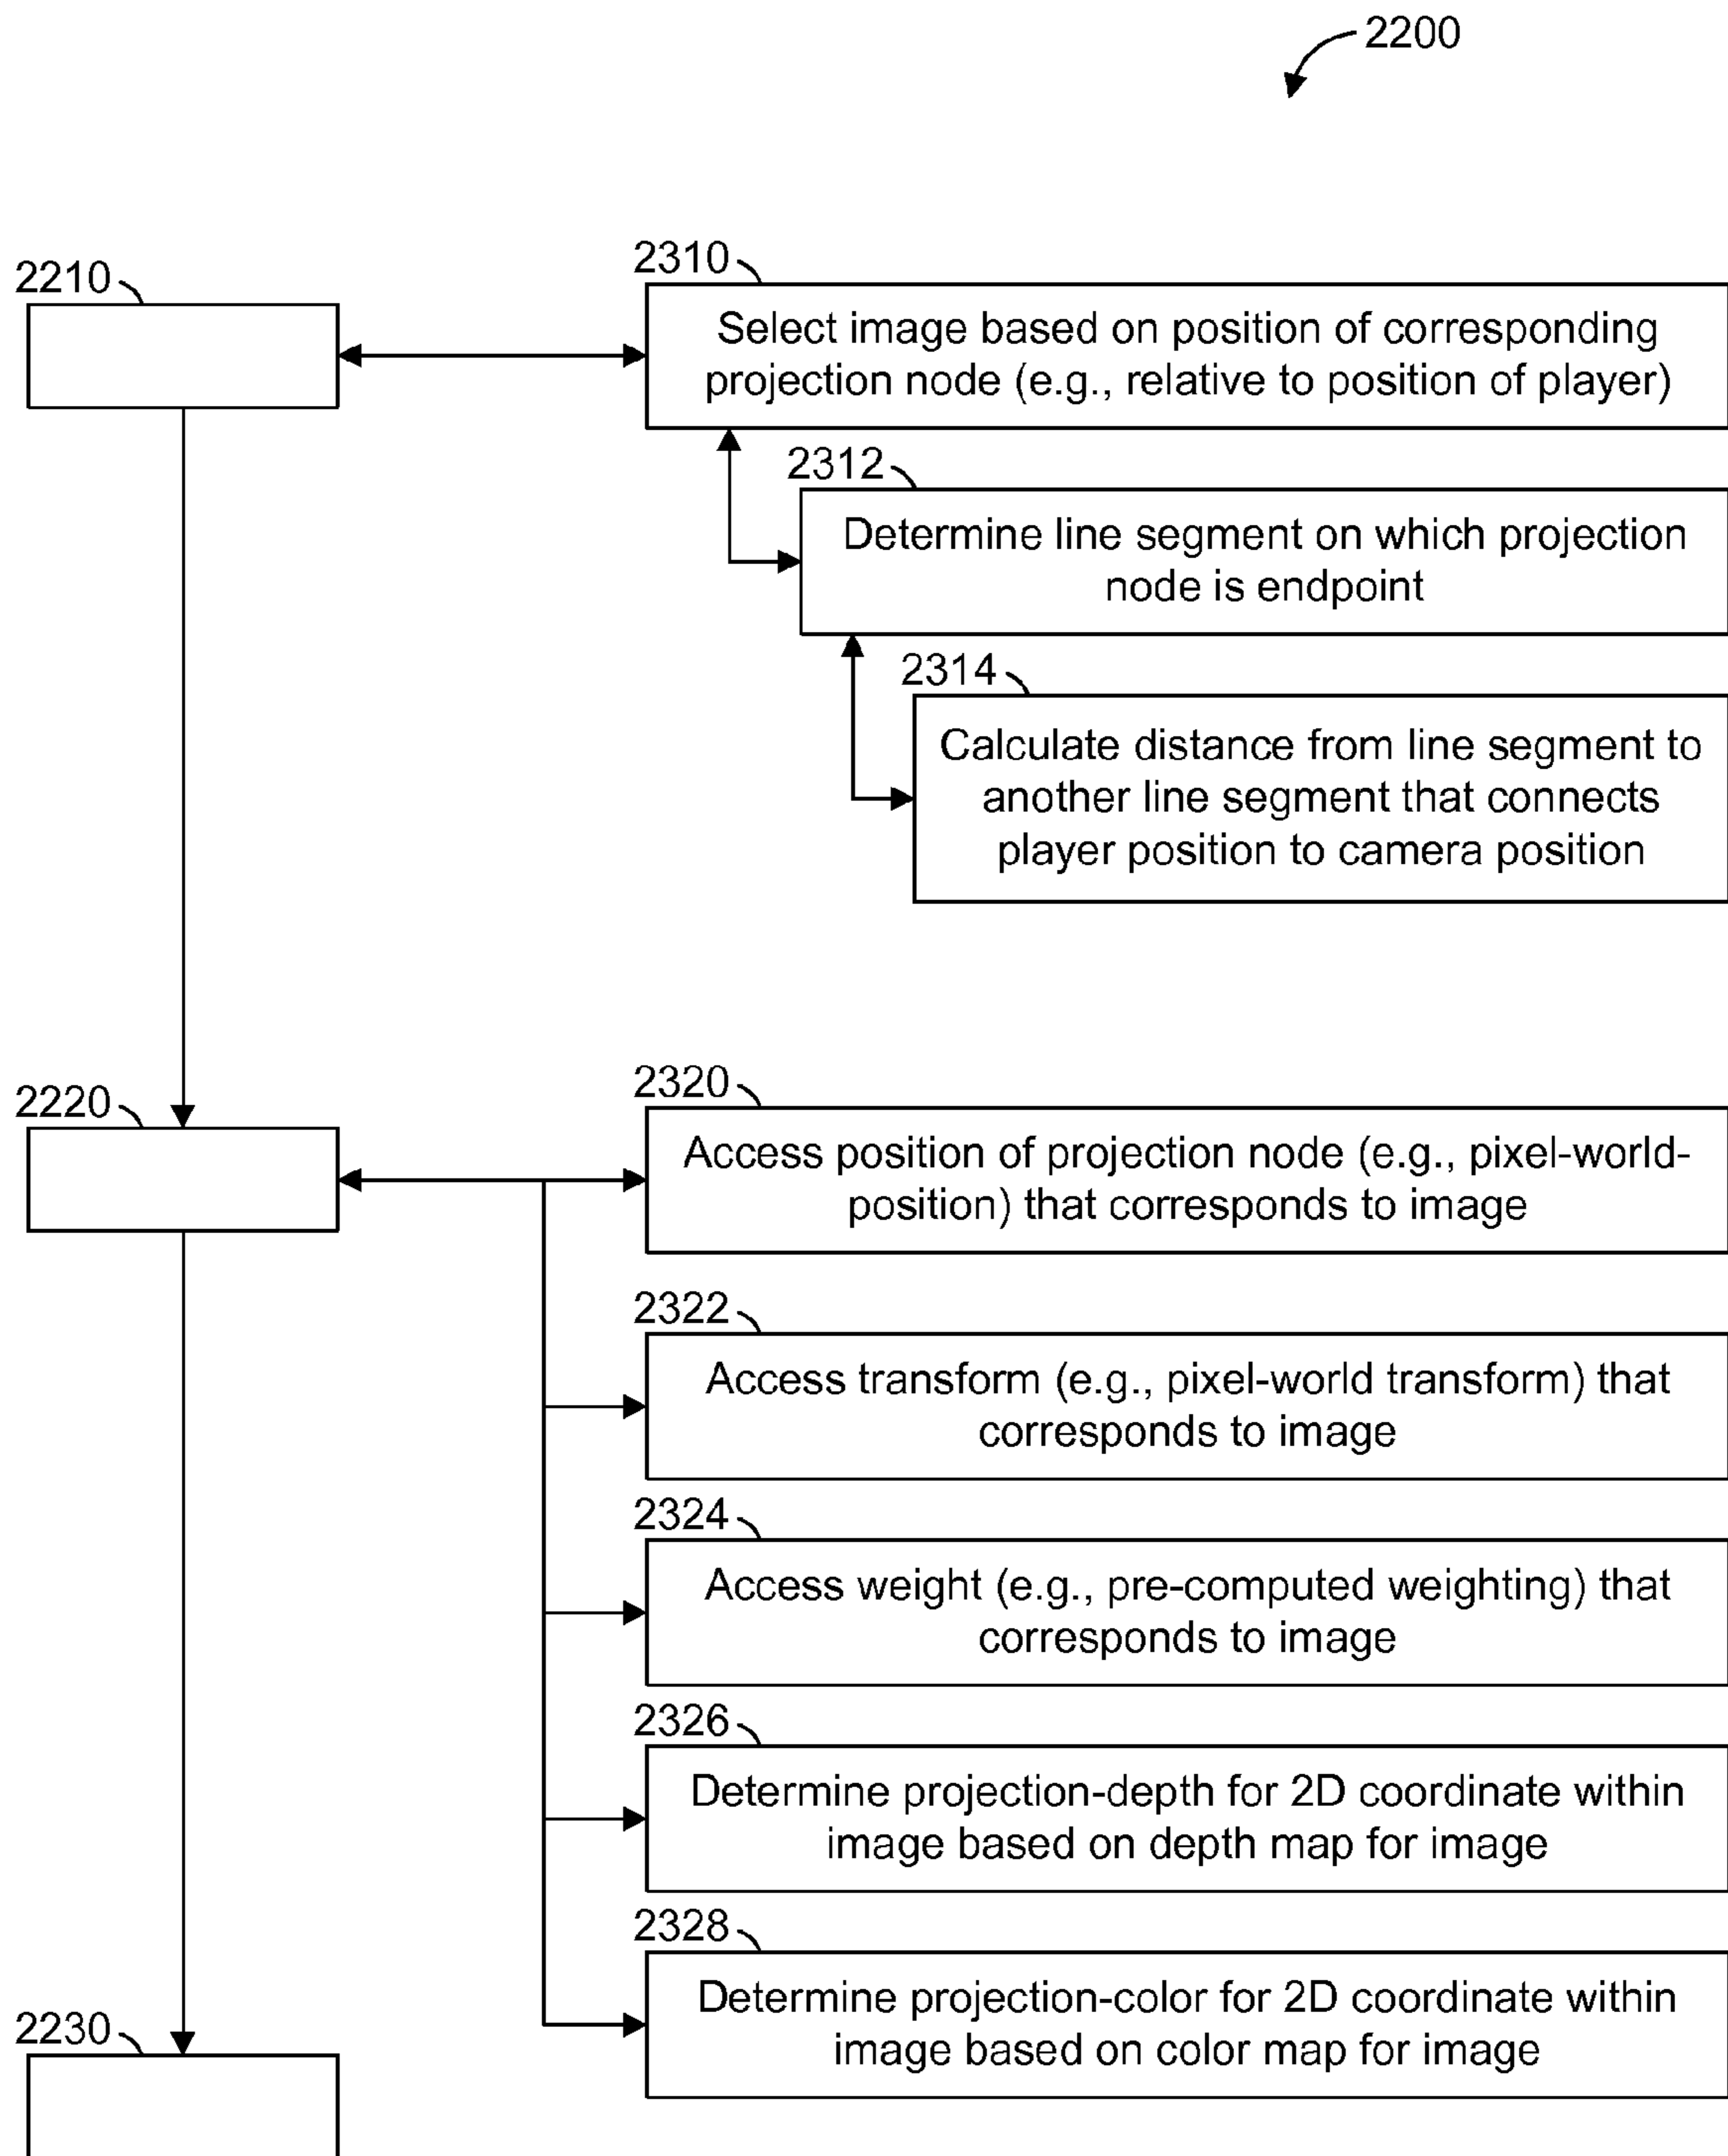 2200
2210
2310
Select image based on position of corresponding
projection node (e.g., relative to position of player)
2312
Determine line segment on which projection
node is endpoint
2314
Calculate distance from line segment to
another line segment that connects
player position to camera position
2220
2320
Access position of projection node (e.g., pixel-world-
position) that corresponds to image
2322
Access transform (e.g., pixel-world transform) that
corresponds to image
2324
Access weight (e.g., pre-computed weighting) that
corresponds to image
2326
Determine projection-depth for 2D coordinate within
image based on depth map for image
2328
Determine projection-color for 2D coordinate within
image based on color map for image
2230